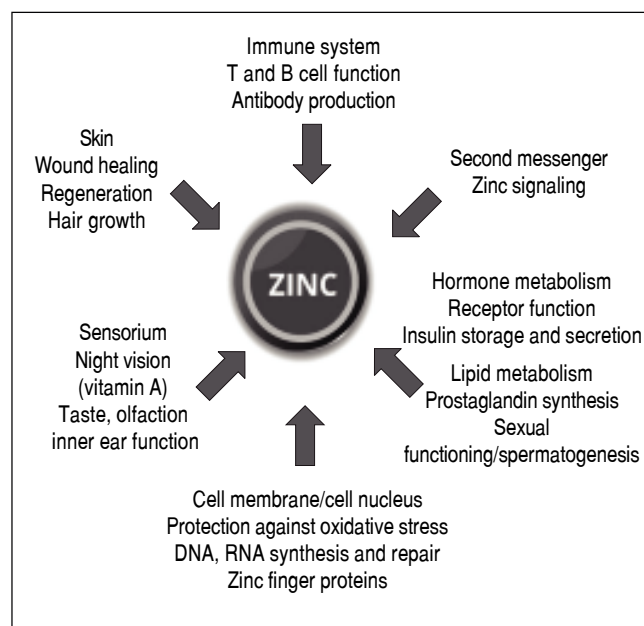 Immune system
T and B cell function
Antibody production
Skin
Wound healing
Regeneration
Hair growth
Second messenger
Zinc signaling
ZINC
Hormone metabolism
Receptor function
Insulin storage and secretion
Sensorium
Night vision
(vitamin A)
Taste, olfaction
inner ear function
Lipid metabolism
Prostaglandin synthesis
Sexual
functioning/spermatogenesis
Cell membrane/cell nucleus
Protection against oxidative stress
DNA, RNA synthesis and repair
Zinc finger proteins